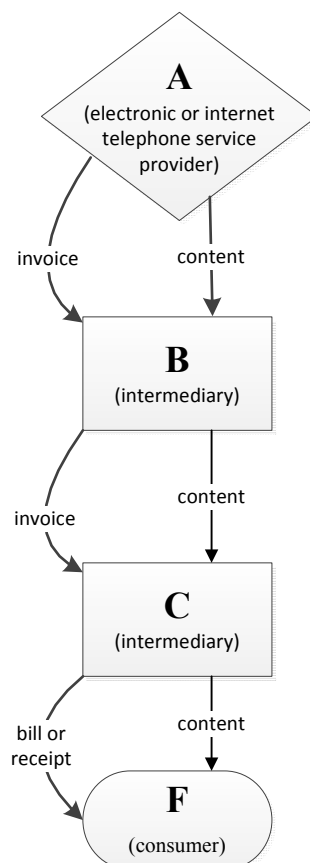 A
(electronic or internet
telephone service
provider)
invoice
content
B
(intermediary)
content
invoice
C
(intermediary)
bill or
receipt
content
F
(consumer)